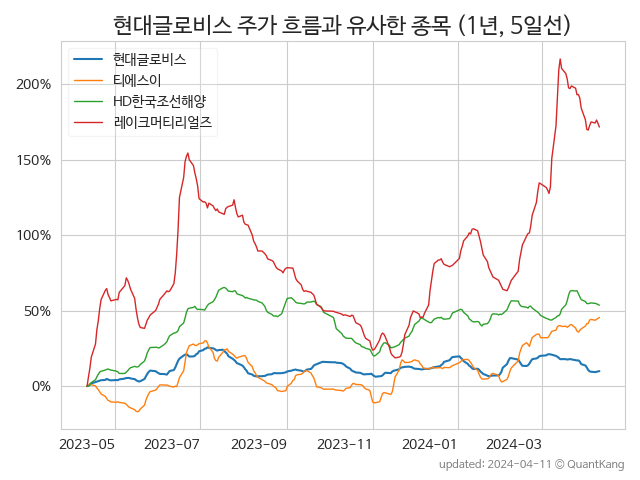 현대글로비스 주가 흐름과 유사한 종목 (1년, 5일선)
현대글로비스
티에스이
HD한국조선해양
레이크머티리얼즈
200%
150%
100%
50%
0%
2023-05 2023-07 2023-09 2023-11 2024-01 2024-03
updated: 2024-04-11 © QuantKang